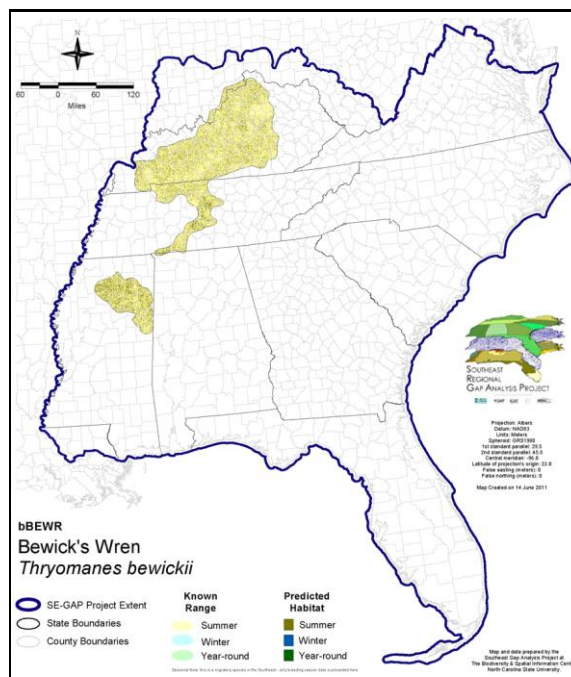 N
60 0 60 120
Miles
SOUTHEAST
REGIONAL
GAP ANALYSIS PROJECT
Projection: Albers
Datum: NAD83
Units: Meters
Spheroid: GRS1980
1st standard parallel: 29.5
2nd standard parallel: 45.5
Central meridian: -96.0
Latitude of projection's origin: 23.0
False easting (meters): 0
False northing (meters): 0
Map Created on 14 June 2011
bBEWR
Bewick's Wren
Thryomanes bewickii
SE-GAP Project Extent
State Boundaries
County Boundaries
Known
Range
Summer
Winter
Year-round
Predicted
Habitat
Summer
Winter
Year-round
Map and data prepared by the
Southeast Gap Analysis Project at
The Biodiversity & Spatial Information Cent
North Carolina State University.